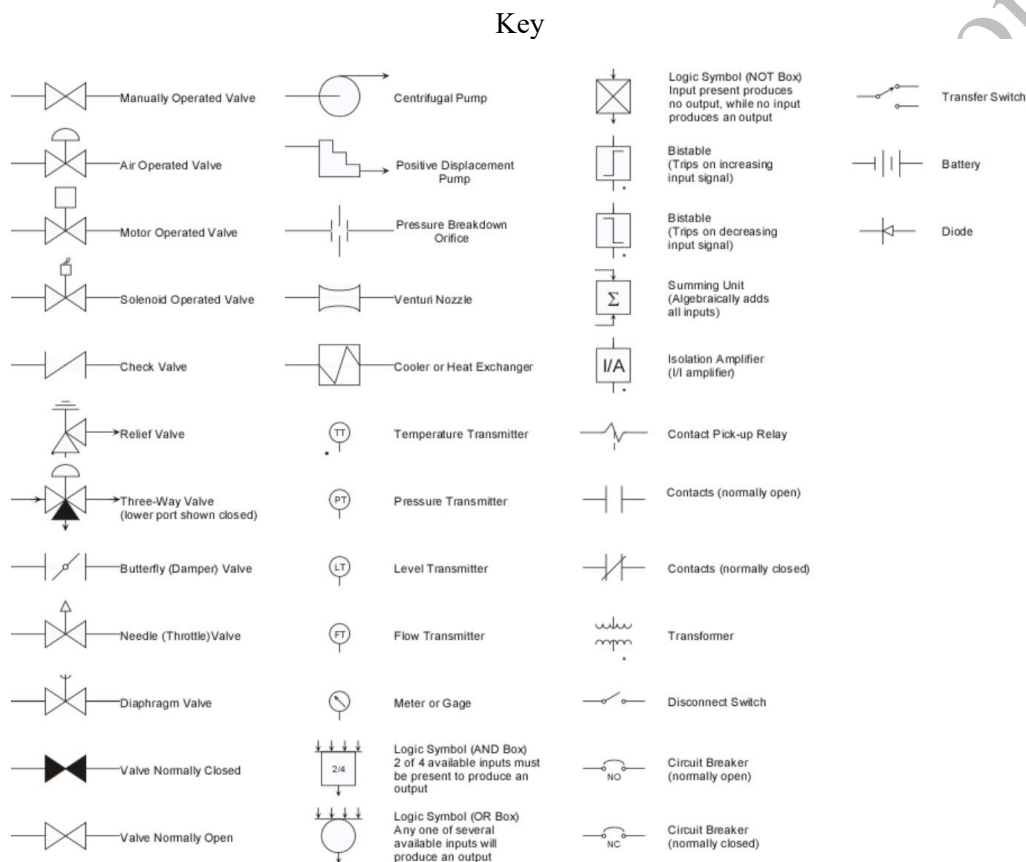 Key
Manually Operated Valve
Air Operated Valve
Motor Operated Valve
Solenoid Operated Valve
Check Valve
Relief Valve
Three-Way Valve
(lower port shown closed)
Butterfly (Damper) Valve
Needle (Throttle)Valve
Diaphragm Valve
Valve Normally Closed
Valve Normally Open
Centrifugal Pump
Positive Displacement
Pump
Pressure Breakdown
Orifice
Venturi Nozzle
Cooler or Heat Exchanger
TT
Temperature Transmitter
PT
Pressure Transmitter
LT
Level Transmitter
FT
Flow Transmitter
Meter or Gage
2/4
Logic Symbol (AND Box)
2 of 4 available inputs must
be present to produce an
output
Logic Symbol (OR Box)
Any one of several
available inputs will
produce an output
Logic Symbol (NOT Box)
Input present produces
no output, while no input
produces an output
Bistable
(Trips on increasing
input signal)
Bistable
(Trips on decreasing
input signal)
Σ
Summing Unit
(Algebraically adds
all inputs)
I/A
Isolation Amplifier
(I/I amplifier)
Contact Pick-up Relay
Contacts (normally open)
Contacts (normally closed)
Transformer
Disconnect Switch
NO
Circuit Breaker
(normally open)
NC
Circuit Breaker
(normally closed)
Transfer Switch
Battery
Diode